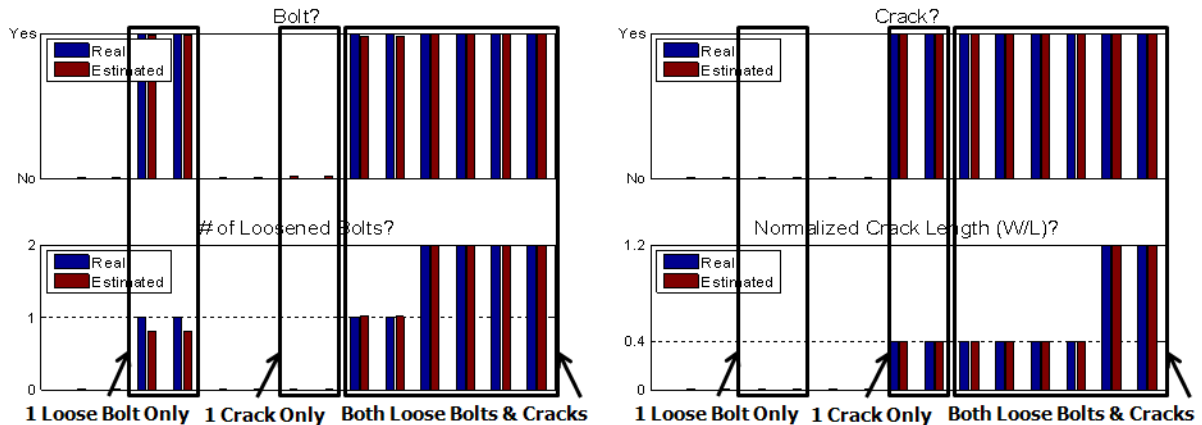 Bolt?
Yes
Real
Estimated
No
# of Loosened Bolts?
2
Real
Estimated
1
0
1 Loose Bolt Only 1 Crack Only Both Loose Bolts & Cracks
Crack?
Yes
Real
Estimated
No
Normalized Crack Length (W/L)?
1.2
Real
Estimated
0.4
0
1 Loose Bolt Only 1 Crack Only Both Loose Bolts & Cracks